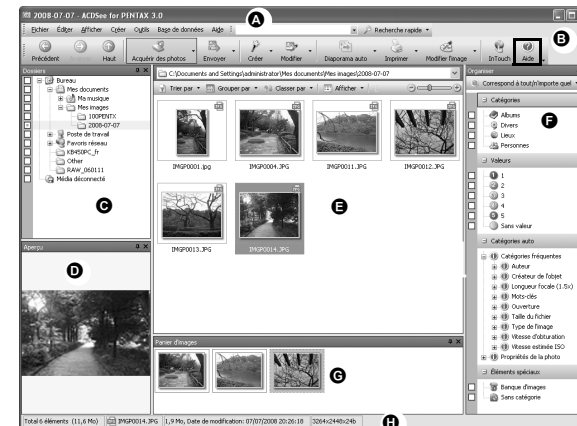 2008-07-07 - ACDSee for PENTAX 3.0
A
Fichier Éditer Afficher Créer Outils Base de données Aide
Recherche rapide
B
Précédent Haut Acquérir des photos Envoyer Créer Modifier Diaporama auto Imprimer Modifier l'image InTouch Aide
Dossiers
Bureau
Mes documents
Ma musique
Mes images
100PENTX
2008-07-07
Poste de travail
Favoris réseau
KB450PC_fr
Other
RAW_060111
Média déconnecté
C
Aperçu
D
C:\Documents and Settings\administrator\Mes documents\Mes images\2008-07-07
Trier par Grouper par Classer par Afficher
IMGP0001.jpg IMGP0004.JPG IMGP0011.JPG IMGP0012.JPG
IMGP0013.JPG IMGP0014.JPG
E
Panier d'images
G
Organiser
Correspond à tout/n'importe quel
Catégories
Albums
Divers
Lieux
Personnes
F
Valeurs
1
2
3
4
5
Sans valeur
Catégories auto
Catégories fréquentes
Auteur
Créateur de l'objet
Longueur focale (1.5x)
Mots-clés
Ouverture
Taille du fichier
Type de l'image
Vitesse d'obturation
Vitesse estimée ISO
Propriétés de la photo
Éléments spéciaux
Banque d'images
Sans catégorie
Total 6 éléments (11,6 Mo) IMGP0014.JPG 1,9 Mo, Date de modification: 07/07/2008 20:26:18 3264x2448x24b
H